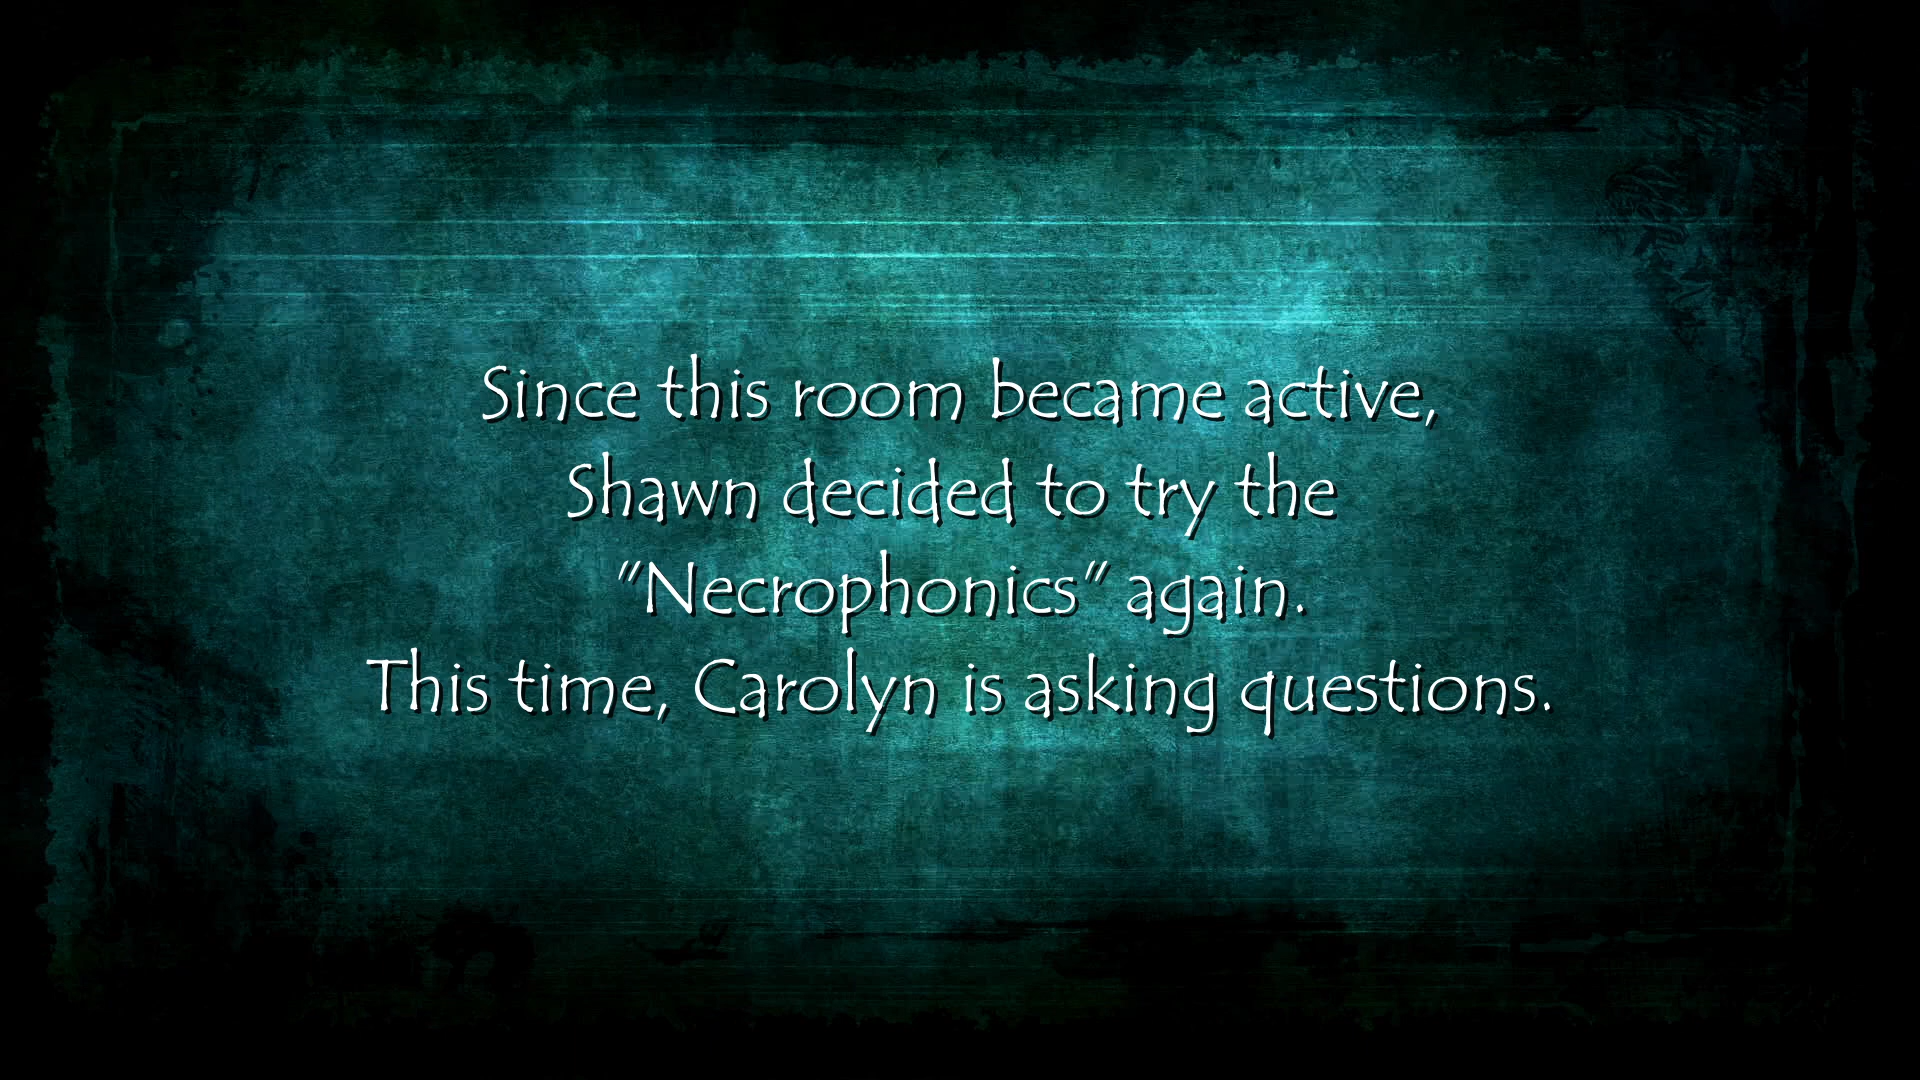 Since this room became active,
Shawn decided to try the
"Necrophonics" again.
This time, Carolyn is asking questions.